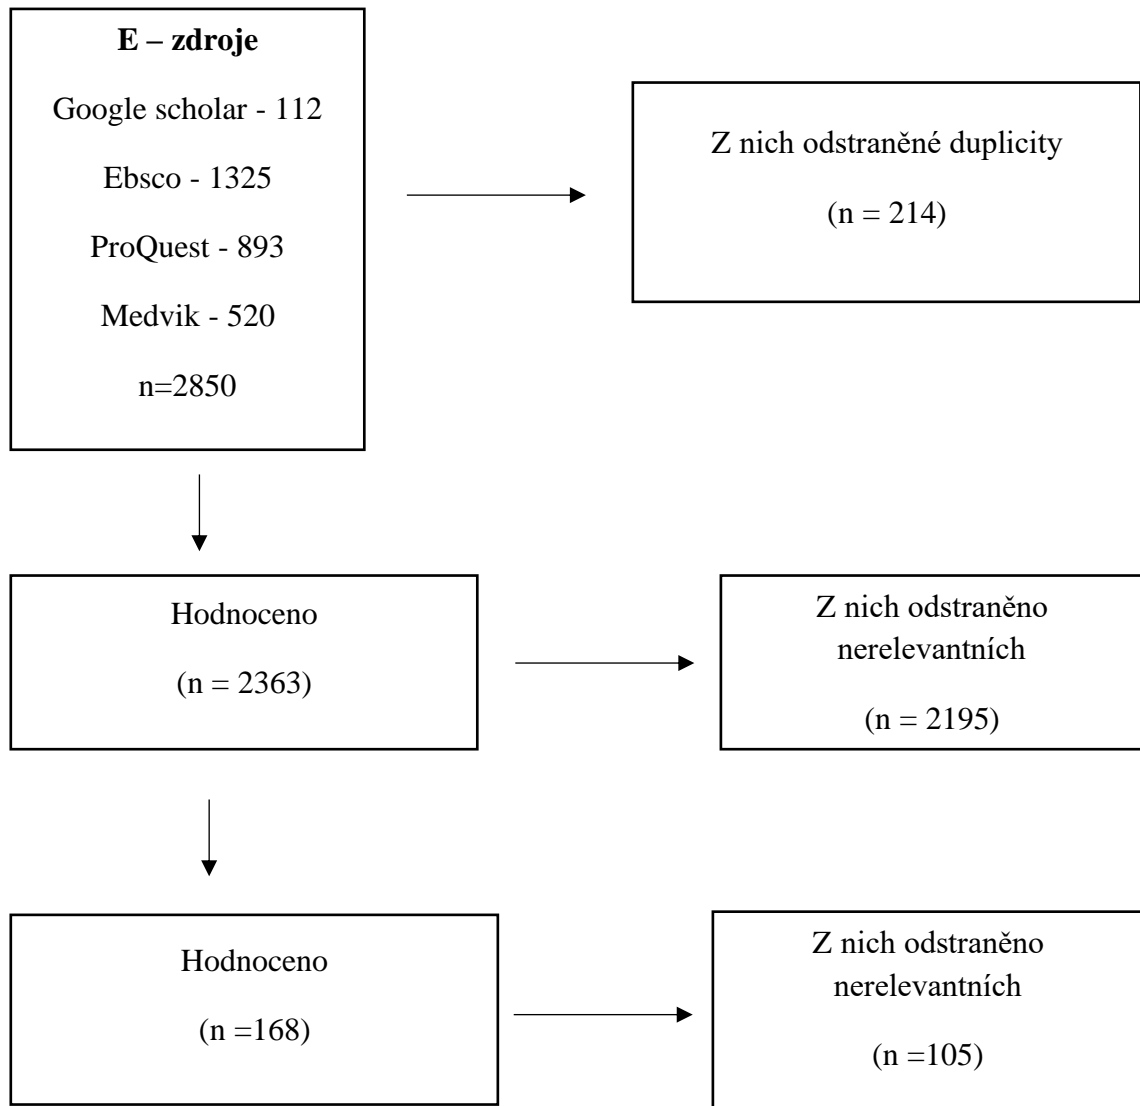 E – zdroje
Google scholar - 112
Ebsco - 1325
ProQuest - 893
Medvik - 520
n=2850
Z nich odstraněné duplicity
(n = 214)
Hodnoceno
(n = 2363)
Z nich odstraněno
nerelevantních
(n = 2195)
Hodnoceno
(n =168)
Z nich odstraněno
nerelevantních
(n =105)